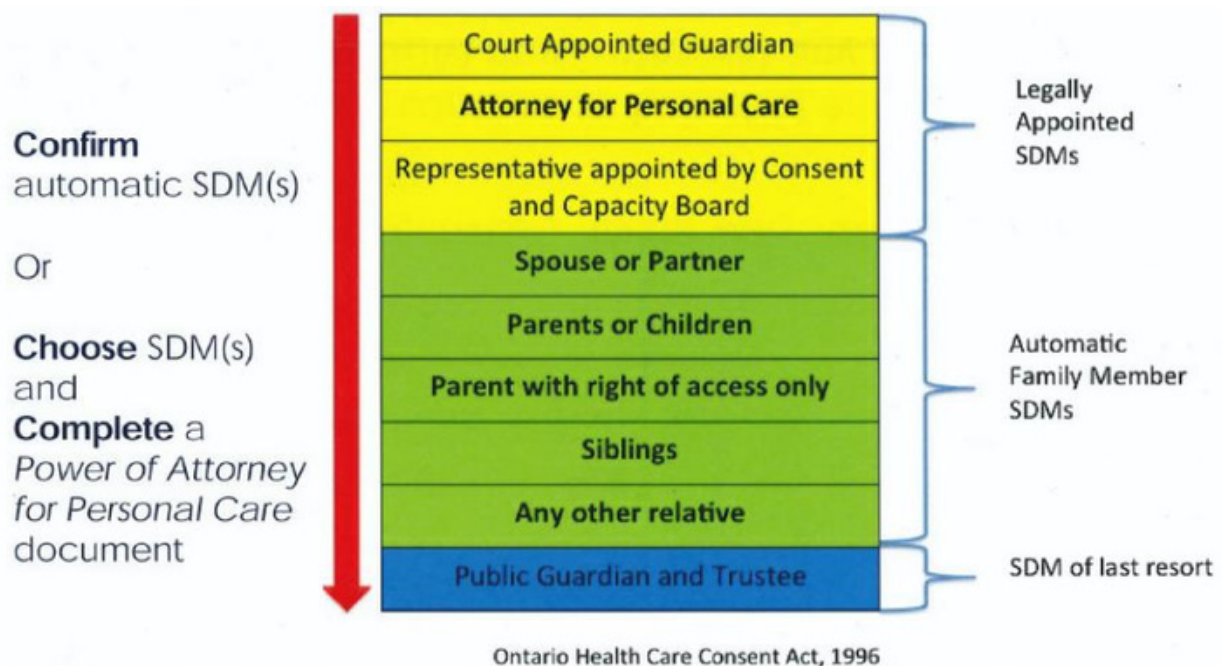 Confirm
automatic SDM(s)
Or
Choose SDM(s)
and
Complete a
Power of Attorney
for Personal Care
document
Court Appointed Guardian
Attorney for Personal Care
Representative appointed by Consent
and Capacity Board
Spouse or Partner
Parents or Children
Parent with right of access only
Siblings
Any other relative
Public Guardian and Trustee
Legally
Appointed
SDMs
Automatic
Family Member
SDMs
SDM of last resort
Ontario Health Care Consent Act, 1996